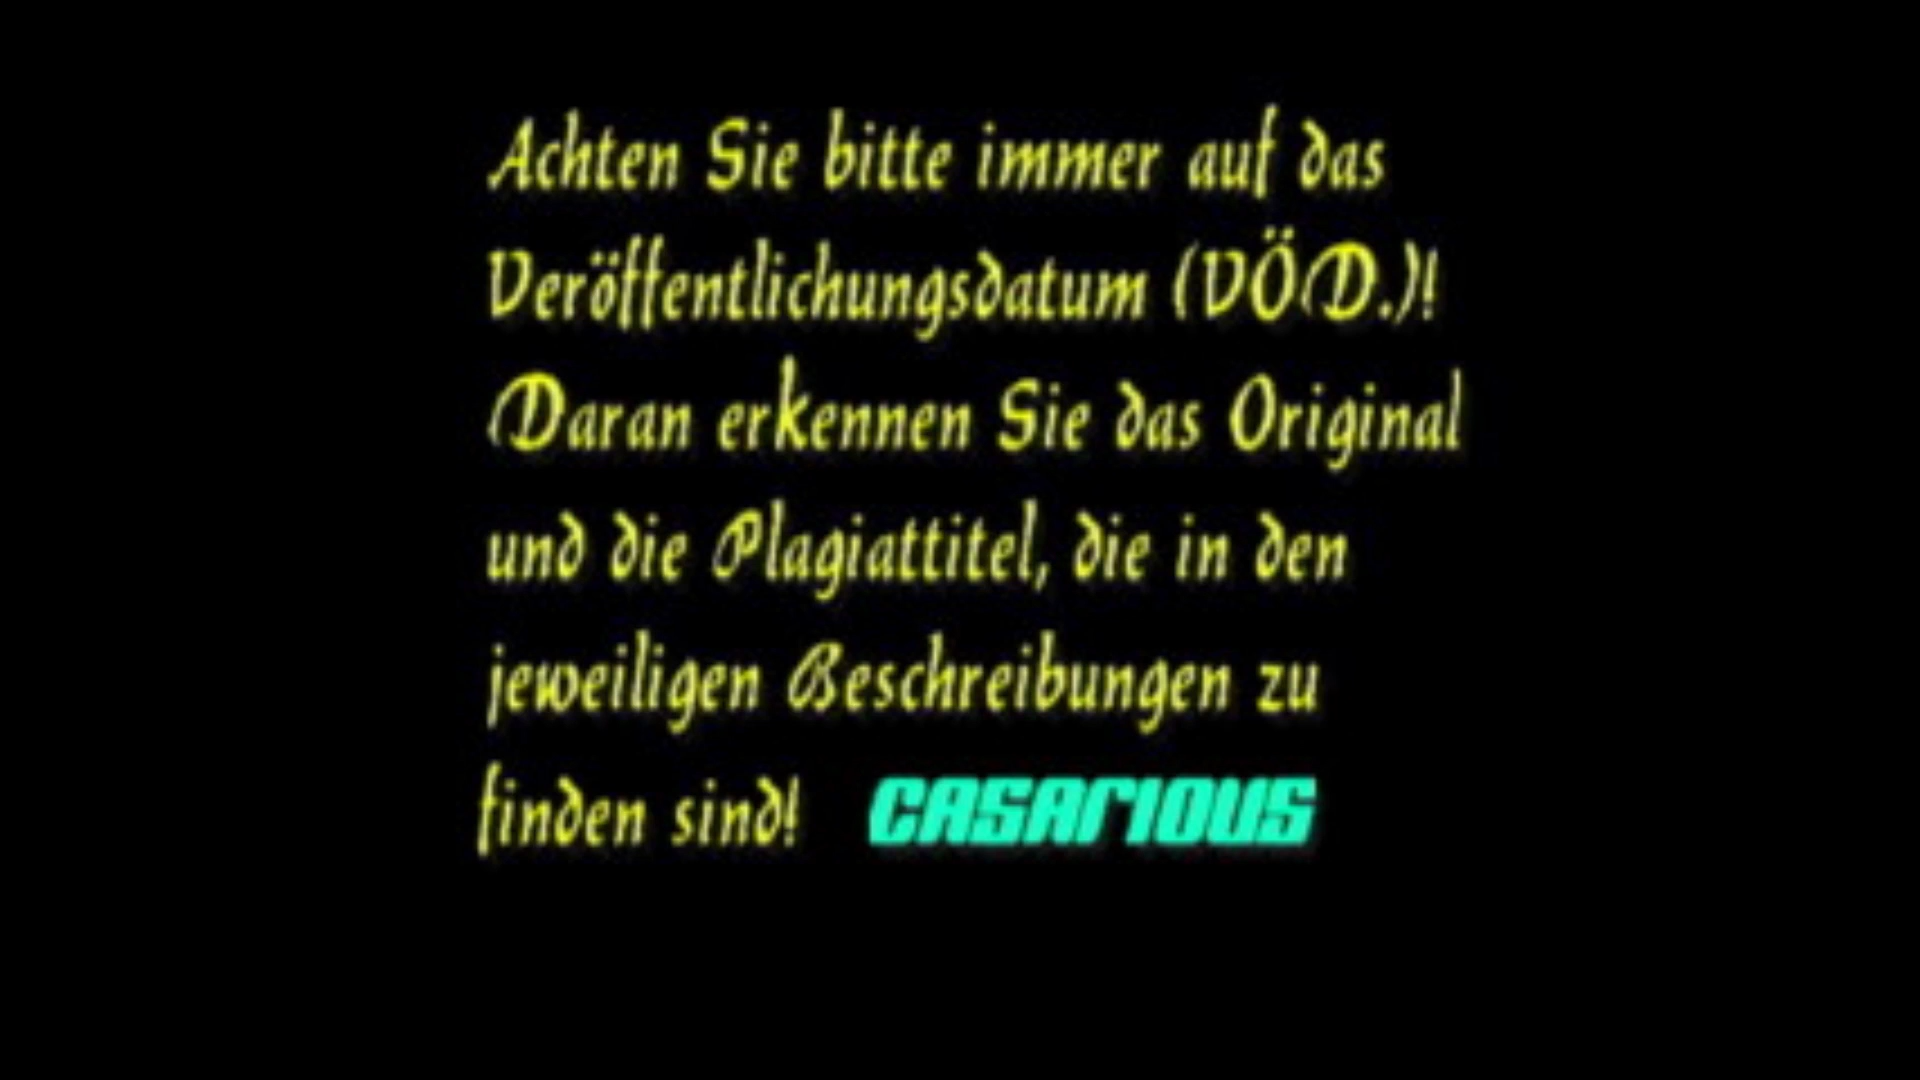 Achten Sie bitte immer auf das
Veröffentlichungsdatum (VÖD.)!
Daran erkennen Sie das Original
und die Plagiattitel, die in den
jeweiligen Beschreibungen zu
finden sind! CASArIOUS